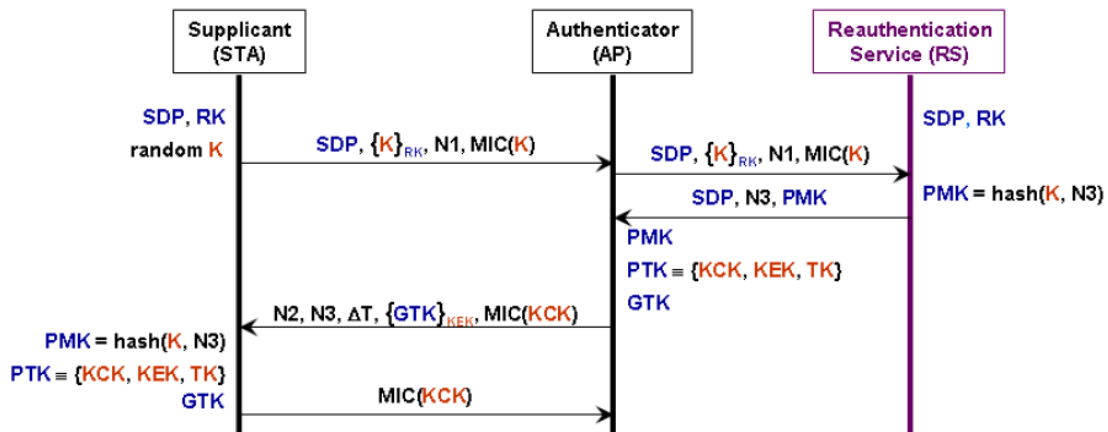 Supplicant
(STA)
Authenticator
(AP)
Reauthentication
Service (RS)
SDP, RK
random K
SDP, {K}RK, N1, MIC(K)
SDP, {K}RK, N1, MIC(K)
SDP, RK
SDP, N3, PMK
PMK = hash(K, N3)
PMK
PTK ≡ {KCK, KEK, TK}
GTK
N2, N3, ΔT, {GTK}KEK, MIC(KCK)
PMK = hash(K, N3)
PTK ≡ {KCK, KEK, TK}
GTK
MIC(KCK)